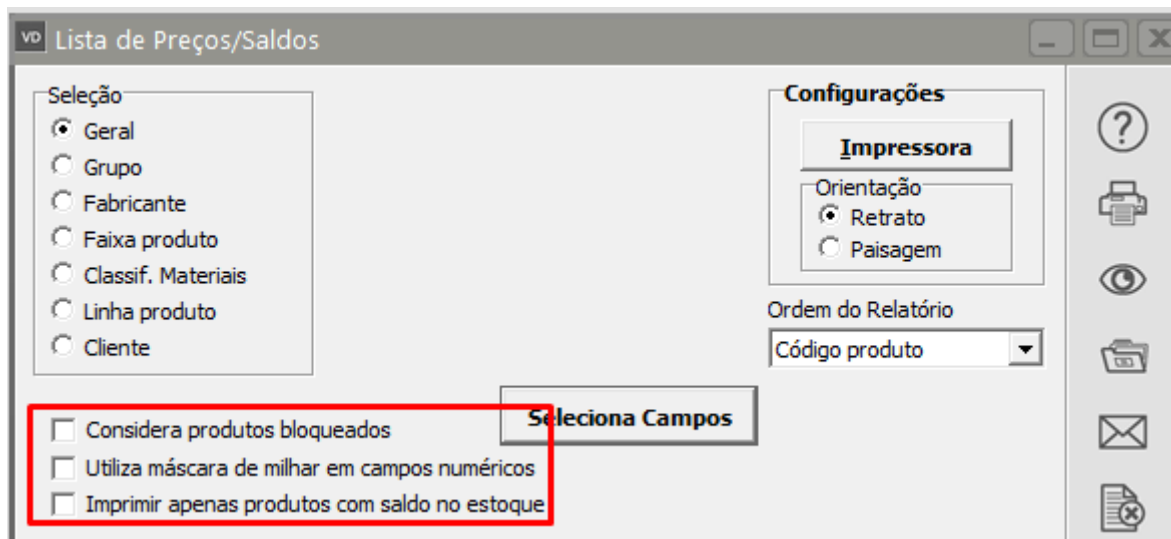 VD Lista de Preços/Saldos
Seleção
Geral
Grupo
Fabricante
Faixa produto
Classif. Materiais
Linha produto
Cliente
Configurações
Impressora
Orientação
Retrato
Paisagem
Ordem do Relatório
Código produto
Seleciona Campos
Considera produtos bloqueados
Utiliza máscara de milhar em campos numéricos
Imprimir apenas produtos com saldo no estoque